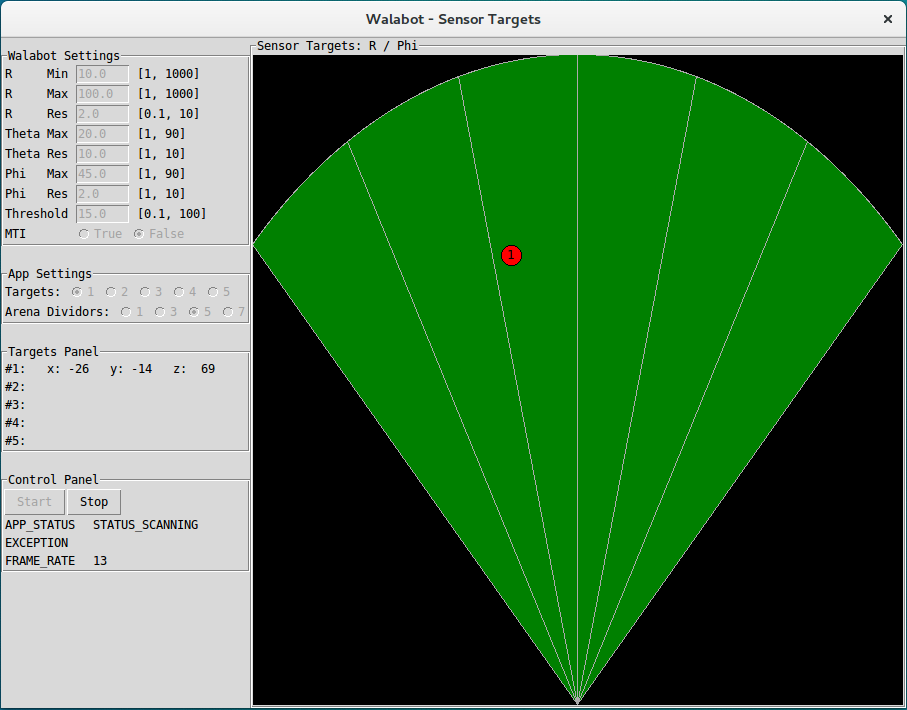 Walabot - Sensor Targets
×
Walabot Settings
R Min 10.0 [1, 1000]
R Max 100.0 [1, 1000]
R Res 2.0 [0.1, 10]
Theta Max 20.0 [1, 90]
Theta Res 10.0 [1, 10]
Phi Max 45.0 [1, 90]
Phi Res 2.0 [1, 10]
Threshold 15.0 [0.1, 100]
MTI True False
App Settings
Targets: 1 2 3 4 5
Arena Dividors: 1 3 5 7
Targets Panel
#1: x: -26 y: -14 z: 69
#2:
#3:
#4:
#5:
Control Panel
Start Stop
APP_STATUS STATUS_SCANNING
EXCEPTION
FRAME_RATE 13
Sensor Targets: R / Phi
1